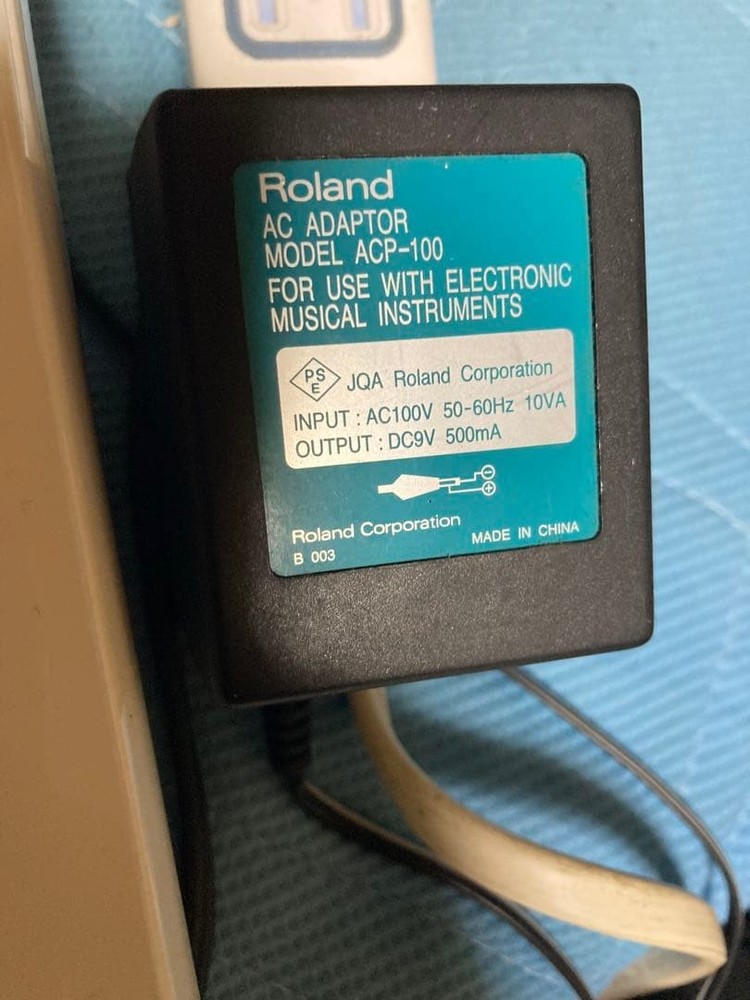 Roland
AC ADAPTOR
MODEL ACP-100
FOR USE WITH ELECTRONIC
MUSICAL INSTRUMENTS
PS
E
JQA Roland Corporation
INPUT : AC100V 50-60Hz 10VA
OUTPUT : DC9V 500mA
Roland Corporation
B 003
MADE IN CHINA